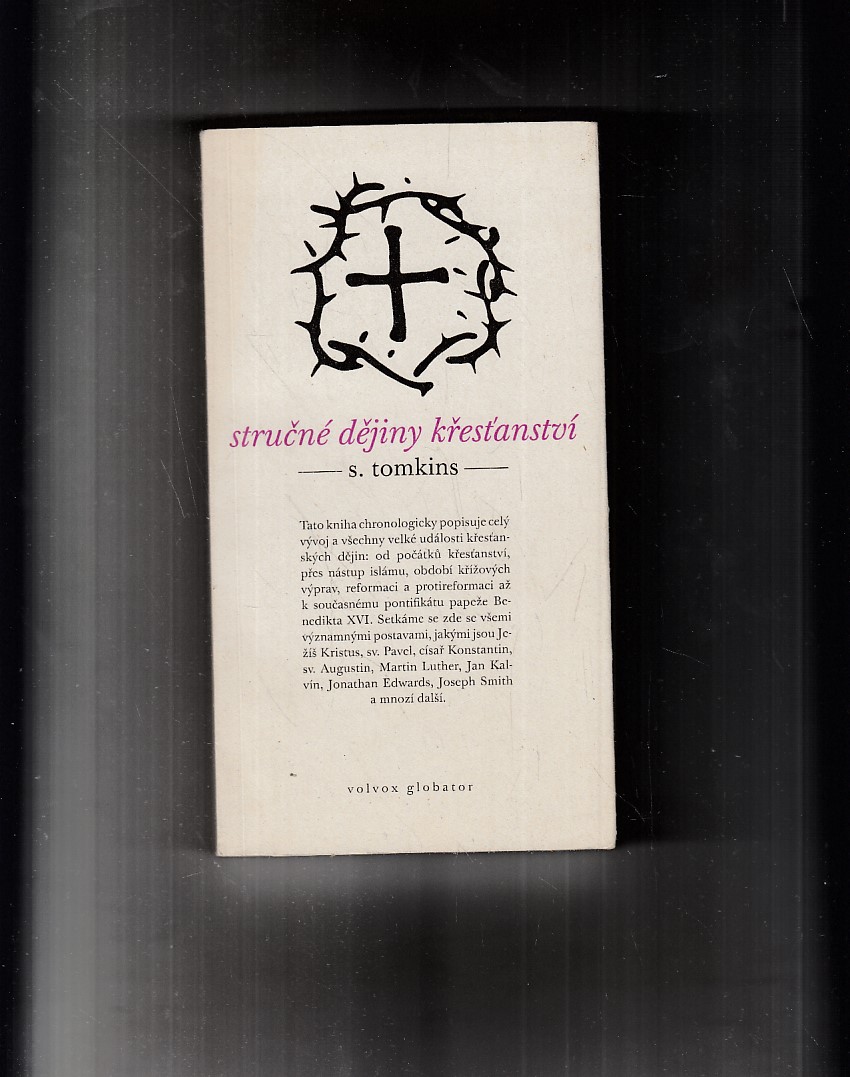 stručné dějiny křesťanství
s. tomkins
Tato kniha chronologicky popisuje celý
vývoj a všechny velké události křesťan-
ských dějin: od počátků křesťanství,
přes nástup islámu, období křížových
výprav, reformaci a protireformaci až
k současnému pontifikátu papeže Be-
nedikta XVI. Setkáme se zde se všemi
významnými postavami, jakými jsou Je-
žíš Kristus, sv. Pavel, císař Konstantin,
sv. Augustin, Martin Luther, Jan Kal-
vín, Jonathan Edwards, Joseph Smith
a mnozí další.
volvox globator